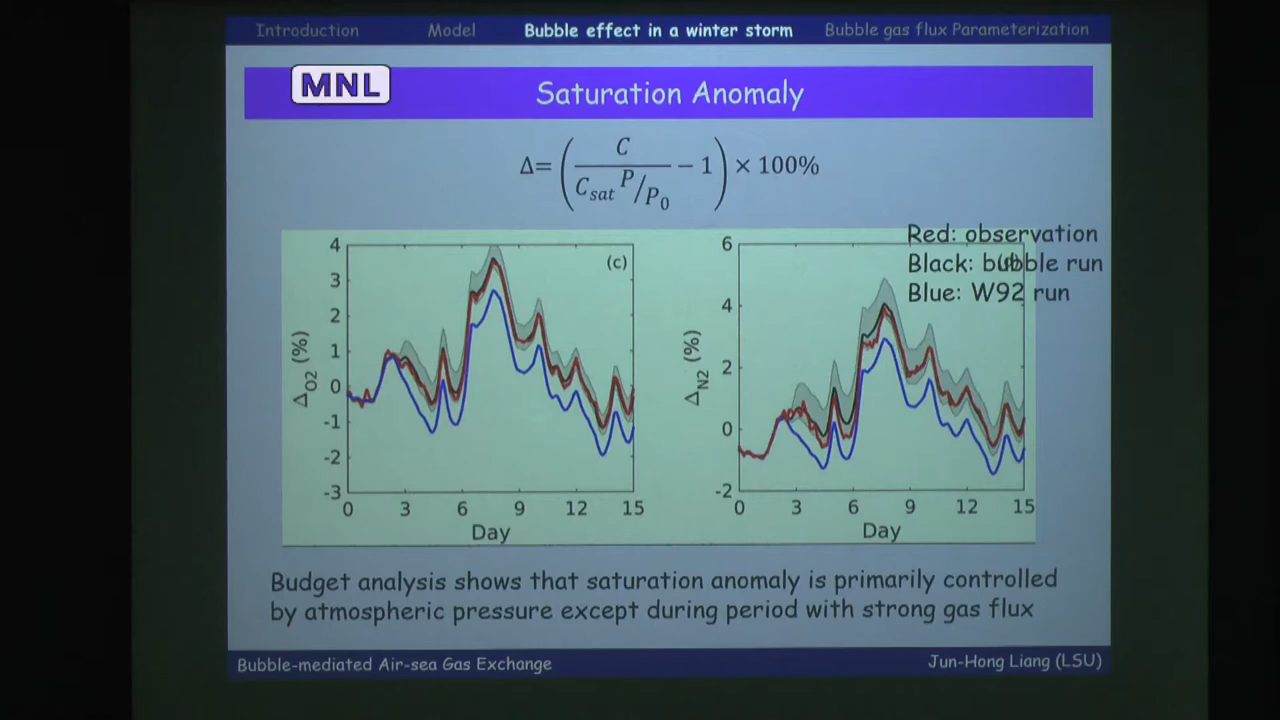 Introduction Model Bubble effect in a winter storm Bubble gas flux Parameterization
MNL
Saturation Anomaly
Δ= ( C / C_sat P/P_0 − 1 ) × 100%
Red: observation
Black: bubble run
Blue: W92 run
(c)
4
3
2
1
0
-1
-2
-3
Δ_O2 (%)
0 3 6 9 12 15
Day
6
4
2
0
-2
Δ_N2 (%)
0 3 6 9 12 15
Day
Budget analysis shows that saturation anomaly is primarily controlled
by atmospheric pressure except during period with strong gas flux
Bubble-mediated Air-sea Gas Exchange
Jun-Hong Liang (LSU)